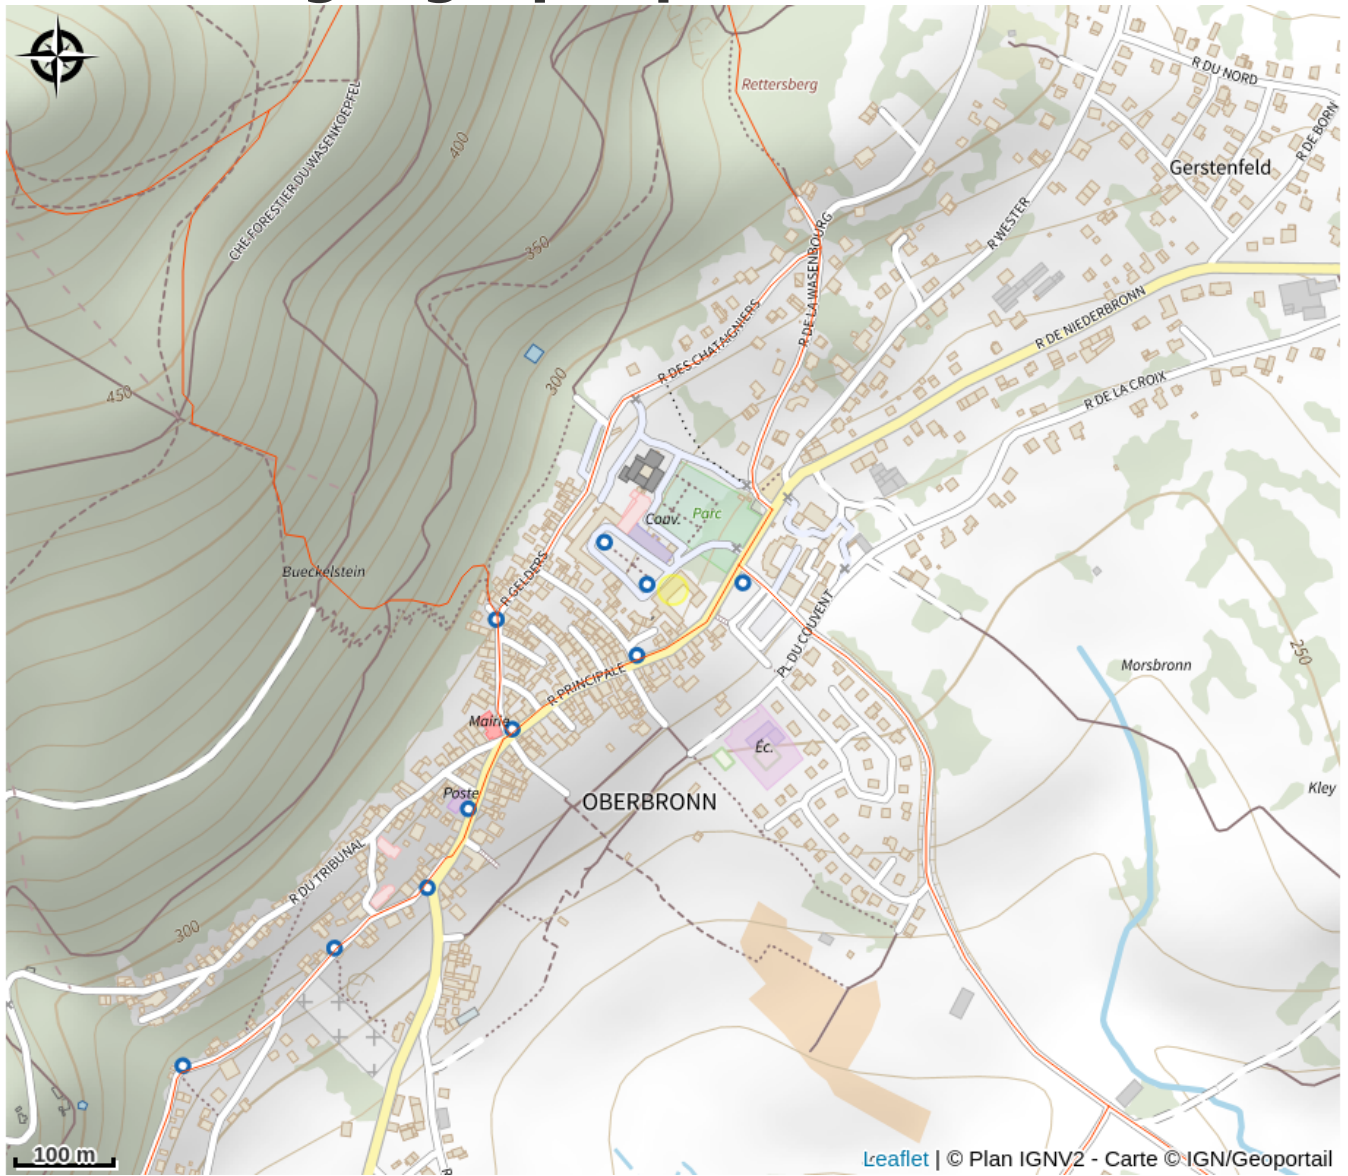 Rettersberg
R DU NORD
R DE BORN
Gerstenfeld
CHE FORESTIER DU WASENKOEPFEL
400
350
R WESTER
R DE LA WASENBOURG
R DE NIEDERBRONN
R DES CHATAIGNIERS
300
450
R DE LA CROIX
Parc
Couv.
Bueckelstein
R GELDERS
PL DU COUVENT
250
Morsbronn
R PRINCIPALE
Mairie
Éc.
Poste
OBERBRONN
Kley
R DU TRIBUNAL
300
100 m
R
Leaflet | © Plan IGNV2 - Carte © IGN/Geoportail